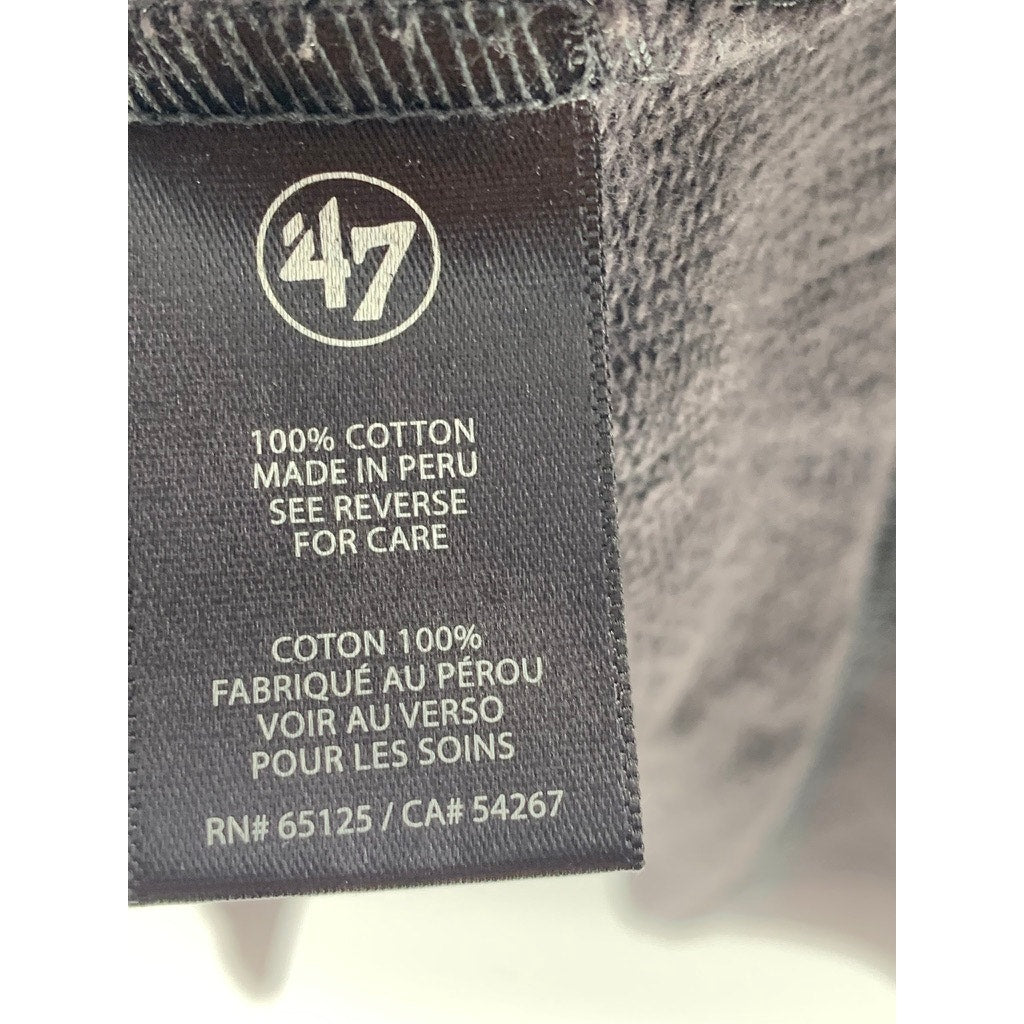 '47
100% COTTON
MADE IN PERU
SEE REVERSE
FOR CARE
COTON 100%
FABRIQUÉ AU PÉROU
VOIR AU VERSO
POUR LES SOINS
RN# 65125 / CA# 54267